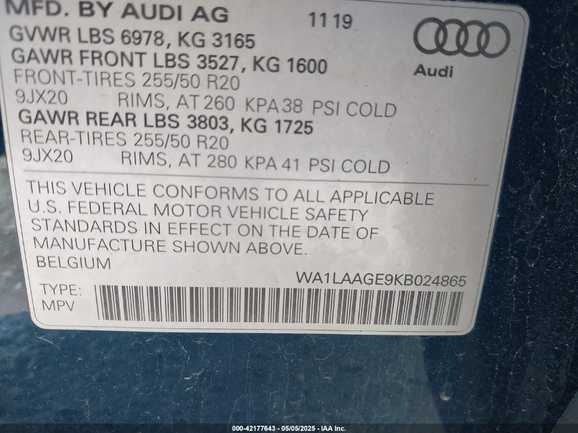 MFD. BY AUDI AG 11 19
GVWR LBS 6978, KG 3165
GAWR FRONT LBS 3527, KG 1600
FRONT-TIRES 255/50 R20
9JX20 RIMS, AT 260 KPA 38 PSI COLD
GAWR REAR LBS 3803, KG 1725
REAR-TIRES 255/50 R20
9JX20 RIMS, AT 280 KPA 41 PSI COLD
Audi
THIS VEHICLE CONFORMS TO ALL APPLICABLE
U.S. FEDERAL MOTOR VEHICLE SAFETY
STANDARDS IN EFFECT ON THE DATE OF
MANUFACTURE SHOWN ABOVE.
BELGIUM
WA1LAAGE9KB024865
TYPE:
MPV
000-42177643 - 05/05/2025 - IAA Inc.